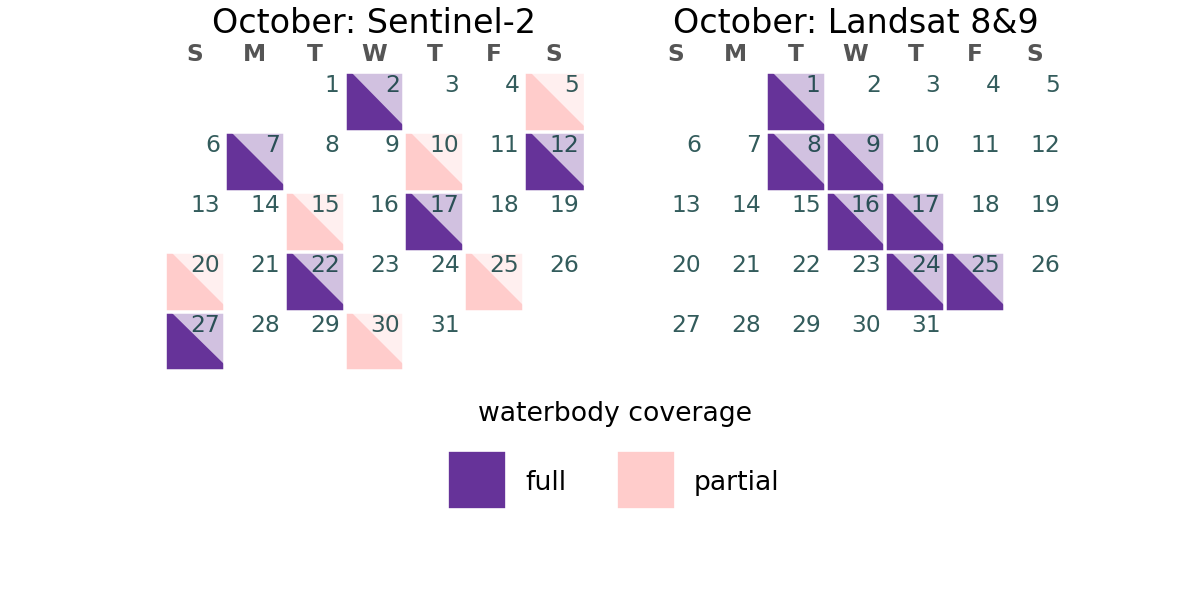 October: Sentinel-2
S M T W T F S
1 2 3 4 5
6 7 8 9 10 11 12
13 14 15 16 17 18 19
20 21 22 23 24 25 26
27 28 29 30 31
October: Landsat 8&9
S M T W T F S
1 2 3 4 5
6 7 8 9 10 11 12
13 14 15 16 17 18 19
20 21 22 23 24 25 26
27 28 29 30 31
waterbody coverage
full partial